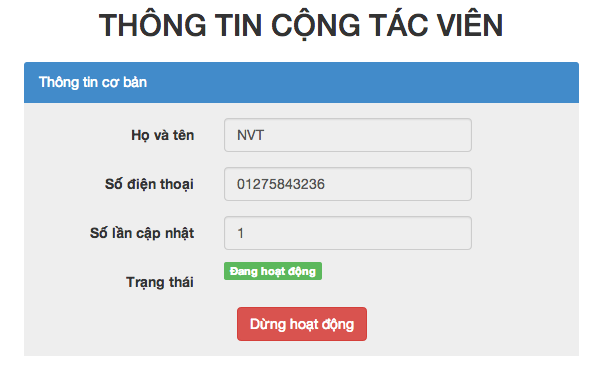 THÔNG TIN CỘNG TÁC VIÊN
Thông tin cơ bản
Họ và tên NVT
Số điện thoại 01275843236
Số lần cập nhật 1
Trạng thái Đang hoạt động
Dừng hoạt động